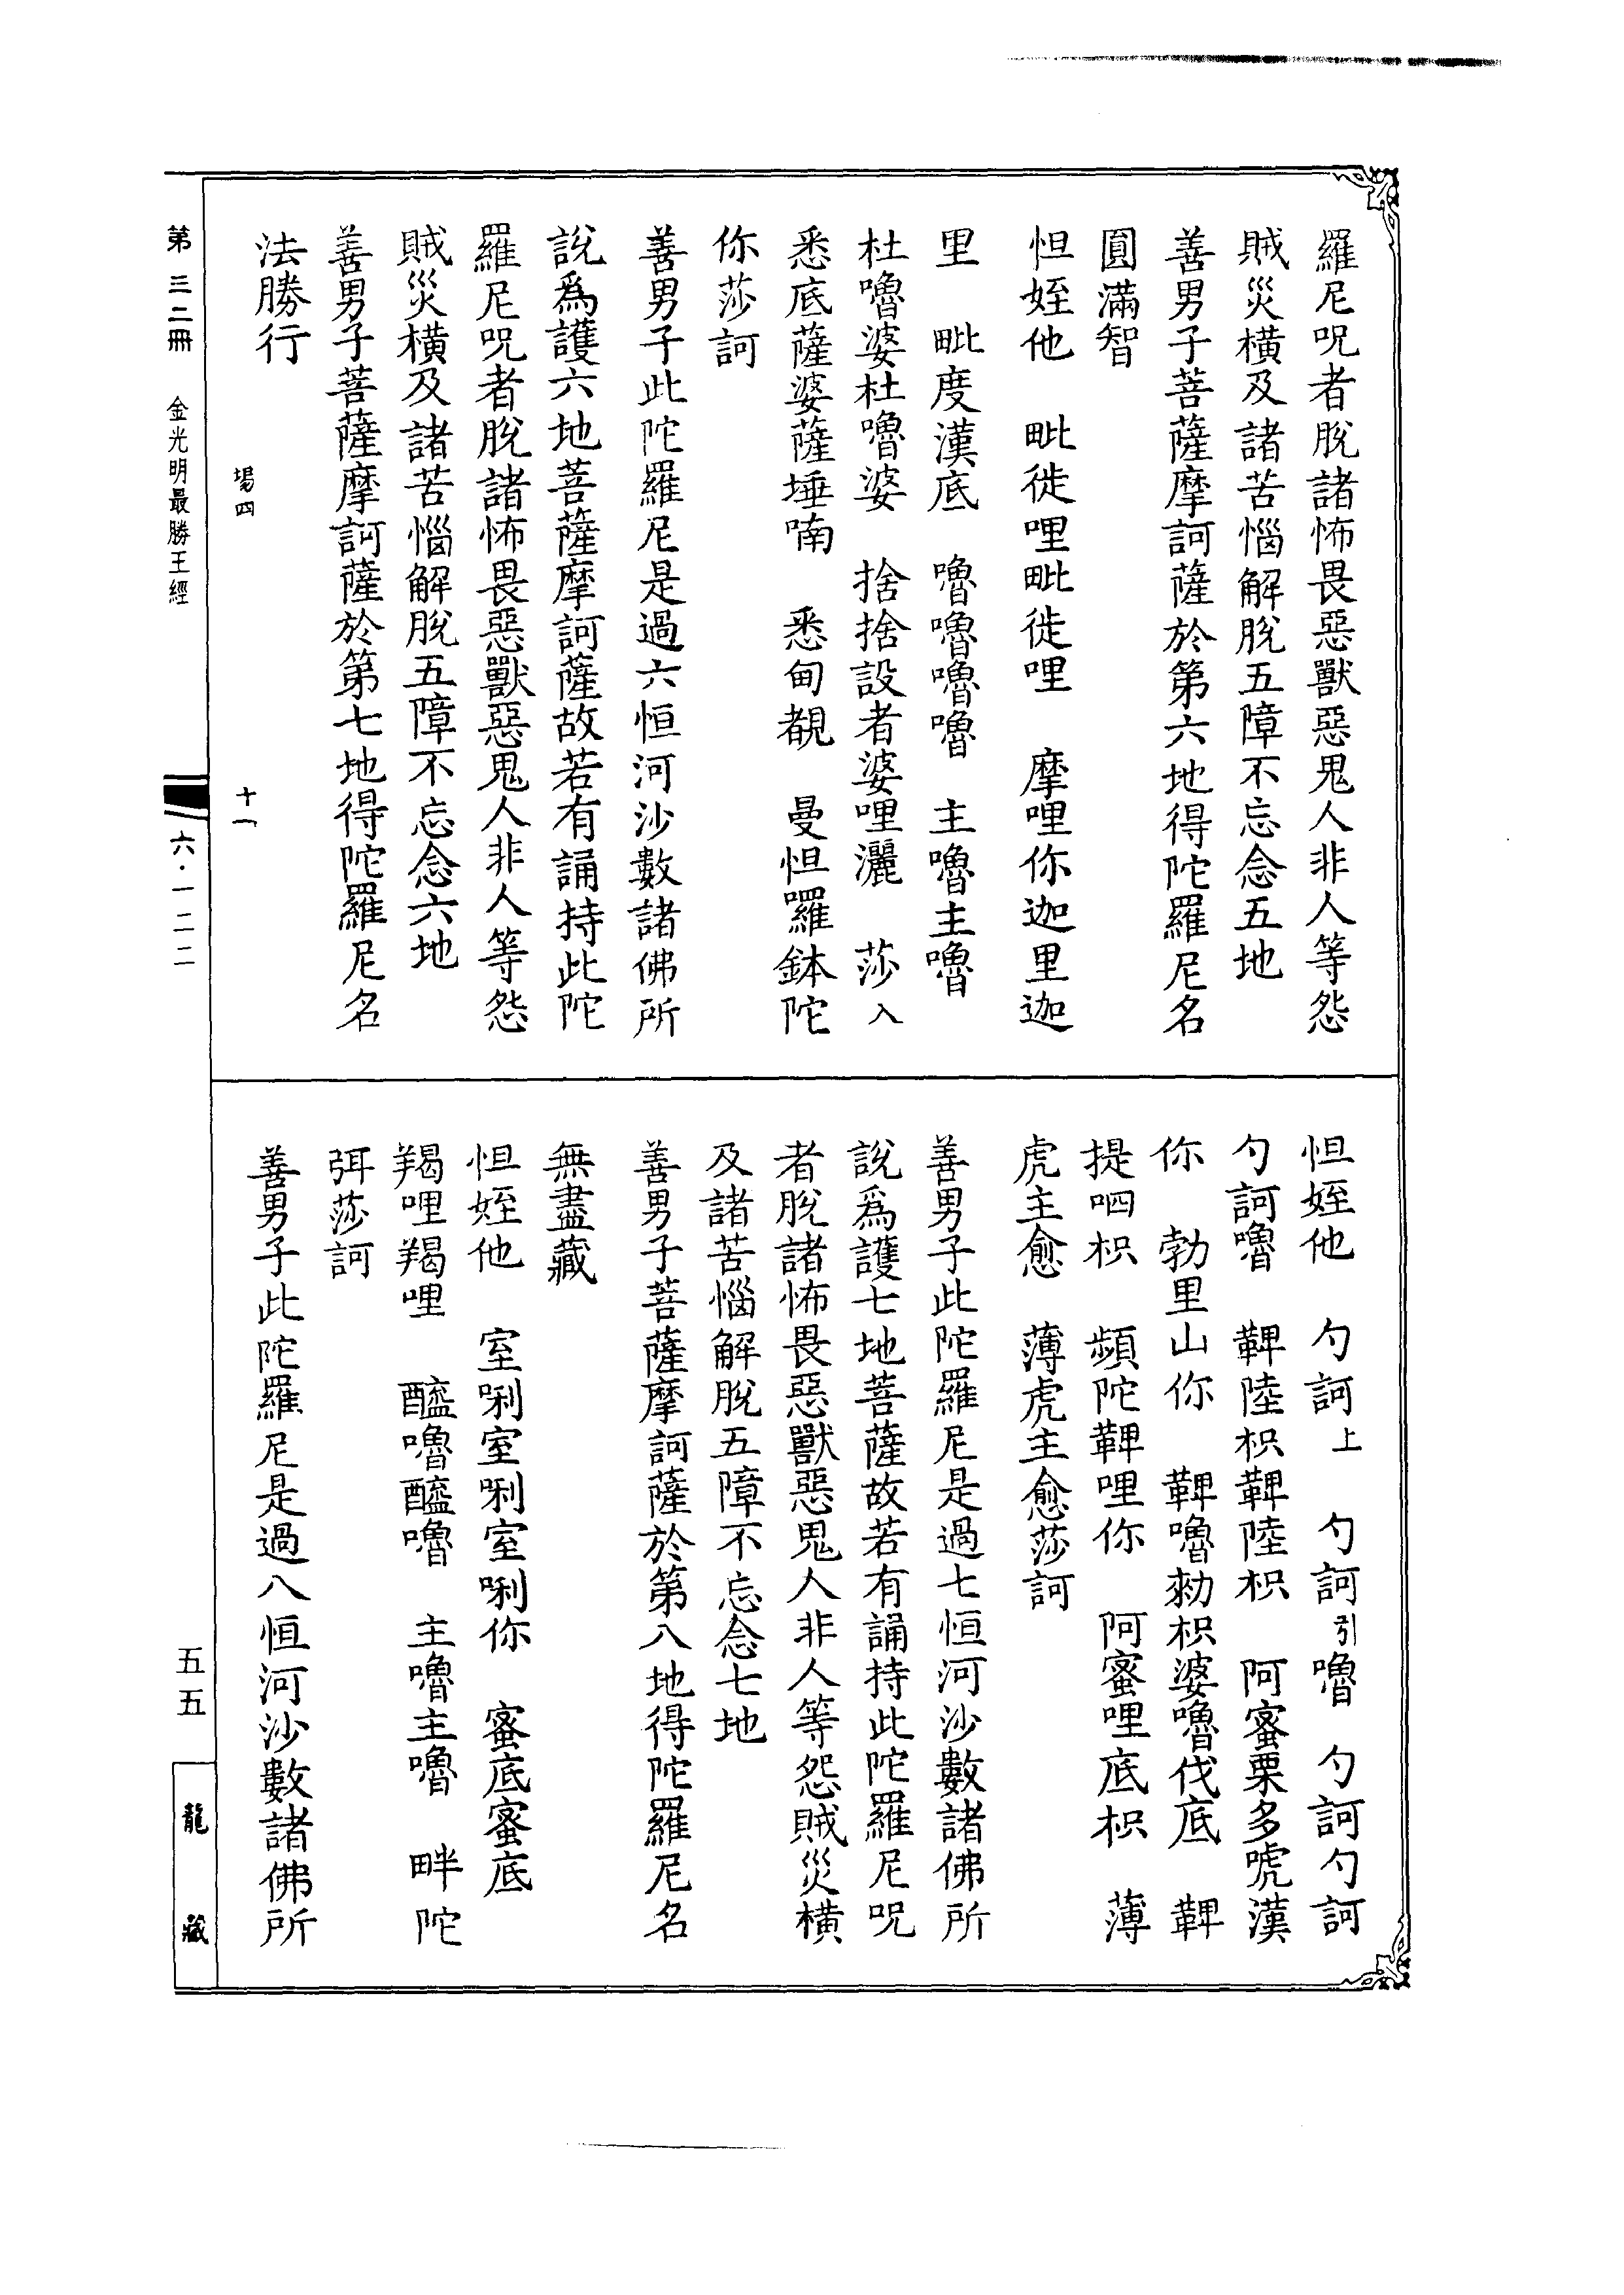 羅尼呪者脫諸怖畏惡獸惡鬼人非人等怨
賊災橫及諸苦惱解脫五障不忘念五地
善男子菩薩摩訶薩於第六地得陀羅尼名
圓滿智
怛姪他　毗徙哩毗徙哩　摩哩你迦里迦
里　毗度漢底　嚕嚕嚕嚕　主嚕主嚕
杜嚕婆杜嚕婆　捨捨設者婆哩灑　莎入
悉底薩婆薩埵喃　悉甸覩　曼怛囉鉢陀
你莎訶
善男子此陀羅尼是過六恒河沙數諸佛所
說爲護六地菩薩摩訶薩故若有誦持此陀
羅尼呪者脫諸怖畏惡獸惡鬼人非人等怨
賊災橫及諸苦惱解脫五障不忘念六地
善男子菩薩摩訶薩於第七地得陀羅尼名
法勝行
場四　十一
怛姪他　勺訶上　勺訶引嚕　勺訶勺訶
勺訶嚕　鞞陸枳鞞陸枳　阿蜜栗多唬漢
你　勃里山你　鞞嚕勑枳婆嚕伐底　鞞
提呬枳　頻陀鞞哩你　阿蜜哩底枳　薄
虎主愈　薄虎主愈莎訶
善男子此陀羅尼是過七恒河沙數諸佛所
說爲護七地菩薩故若有誦持此陀羅尼呪
者脫諸怖畏惡獸惡鬼人非人等怨賊災橫
及諸苦惱解脫五障不忘念七地
善男子菩薩摩訶薩於第八地得陀羅尼名
無盡藏
怛姪他　室唎室唎室唎你　蜜底蜜底
羯哩羯哩　醯嚕醯嚕　主嚕主嚕　畔陀
弭莎訶
善男子此陀羅尼是過八恒河沙數諸佛所
第三二冊　金光明最勝王經　六·一二二　五五　龍藏